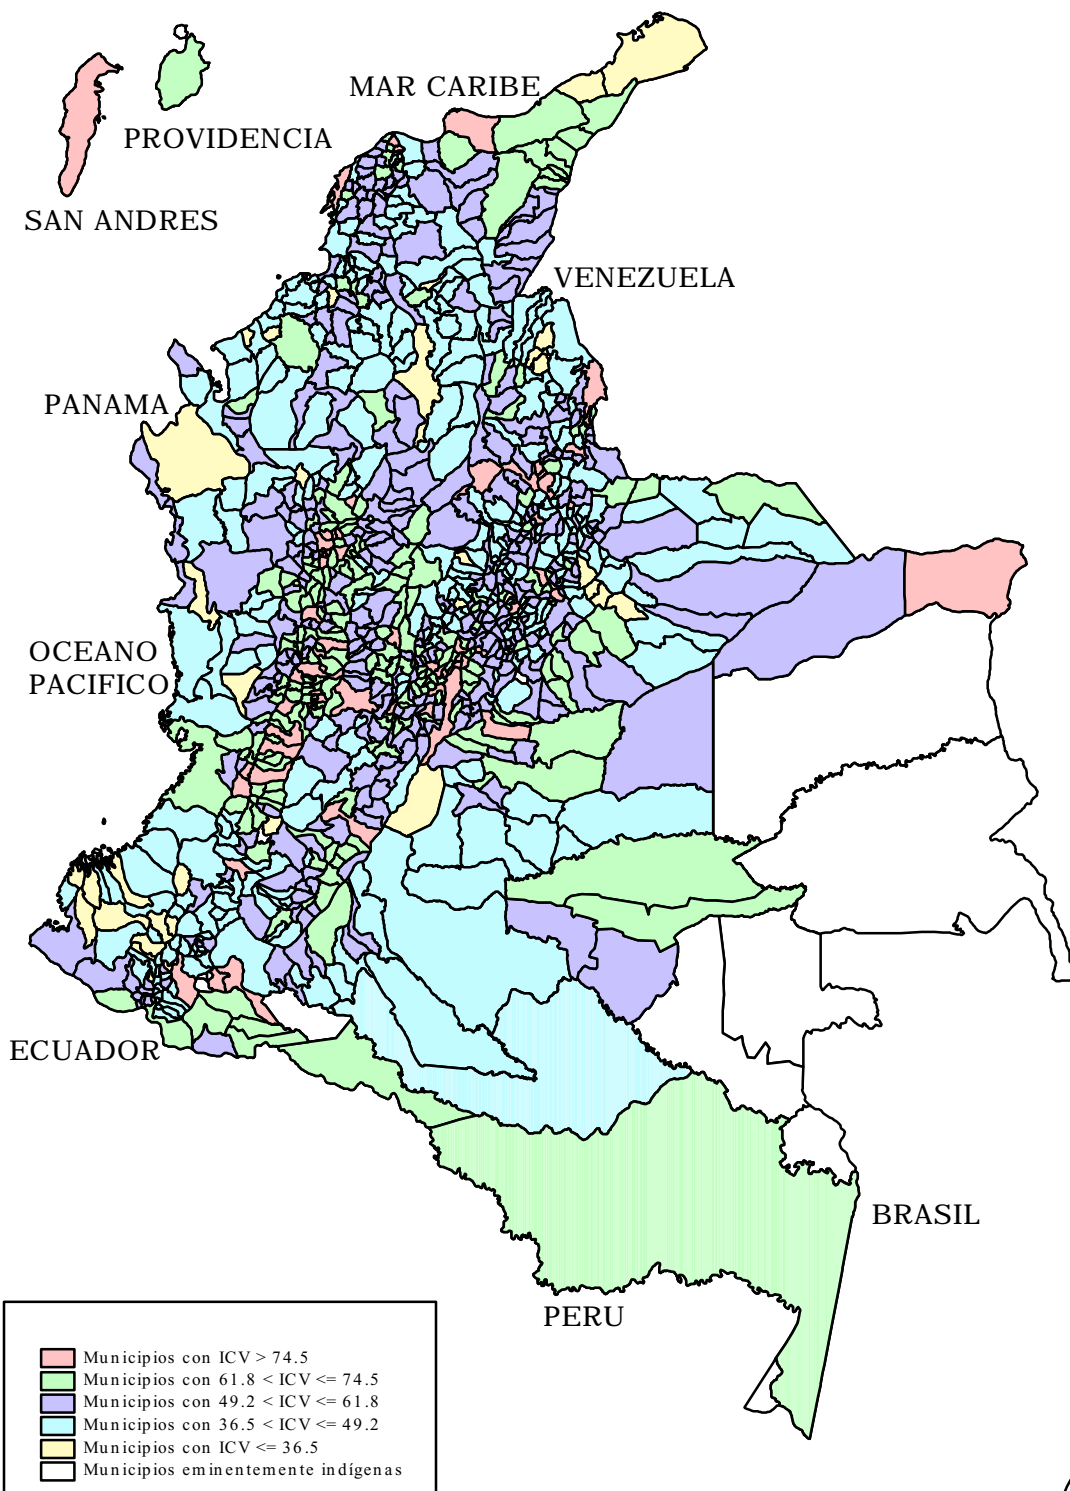 MAR CARIBE
PROVIDENCIA
SAN ANDRES
VENEZUELA
PANAMA
OCEANO
PACIFICO
ECUADOR
BRASIL
PERU
Municipios con ICV > 74.5
Municipios con 61.8 < ICV <= 74.5
Municipios con 49.2 < ICV <= 61.8
Municipios con 36.5 < ICV <= 49.2
Municipios con ICV <= 36.5
Municipios eminentemente indígenas